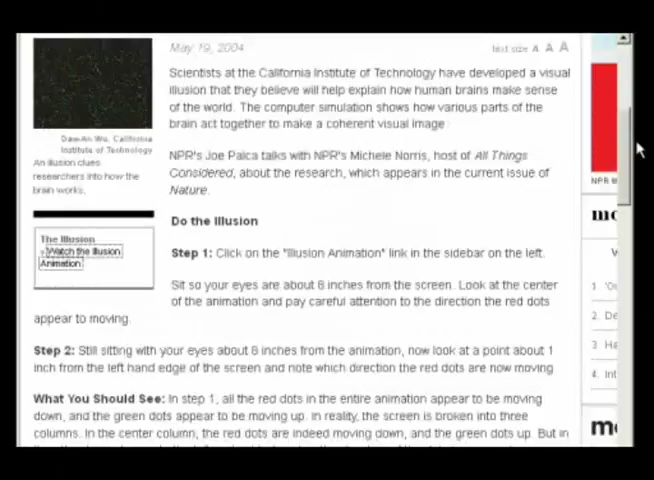 May 19, 2004
text size A A A
Scientists at the California Institute of Technology have developed a visual
illusion that they believe will help explain how human brains make sense
of the world. The computer simulation shows how various parts of the
brain act together to make a coherent visual image
Daw-An Wu, California
Institute of Technology
An illusion clues
researchers into how the
brain works.
NPR's Joe Palca talks with NPR's Michele Norris, host of All Things
Considered, about the research, which appears in the current issue of
Nature.
Do the Illusion
The Illusion
Watch the Illusion
Animation
Step 1: Click on the "Illusion Animation" link in the sidebar on the left.
Sit so your eyes are about 6 inches from the screen. Look at the center
of the animation and pay careful attention to the direction the red dots
appear to moving.
Step 2: Still sitting with your eyes about 6 inches from the animation, now look at a point about 1
inch from the left hand edge of the screen and note which direction the red dots are now moving
What You Should See: In step 1, all the red dots in the entire animation appear to be moving
down, and the green dots appear to be moving up. In reality, the screen is broken into three
columns. In the center column, the red dots are indeed moving down, and the green dots up. But in
NPR
mo
1.
2. De
3. Ha
4. Int
mo